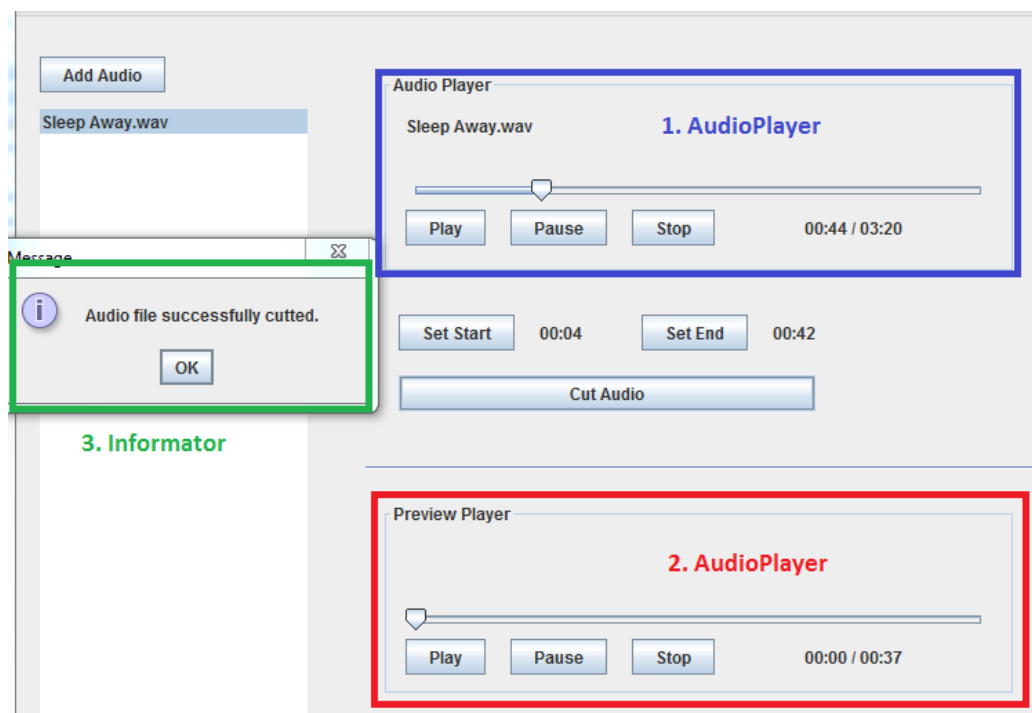 Add Audio
Sleep Away.wav
Audio Player
Sleep Away.wav
1. AudioPlayer
Play
Pause
Stop
00:44 / 03:20
Message
Audio file successfully cutted.
OK
3. Informator
Set Start
00:04
Set End
00:42
Cut Audio
Preview Player
2. AudioPlayer
Play
Pause
Stop
00:00 / 00:37